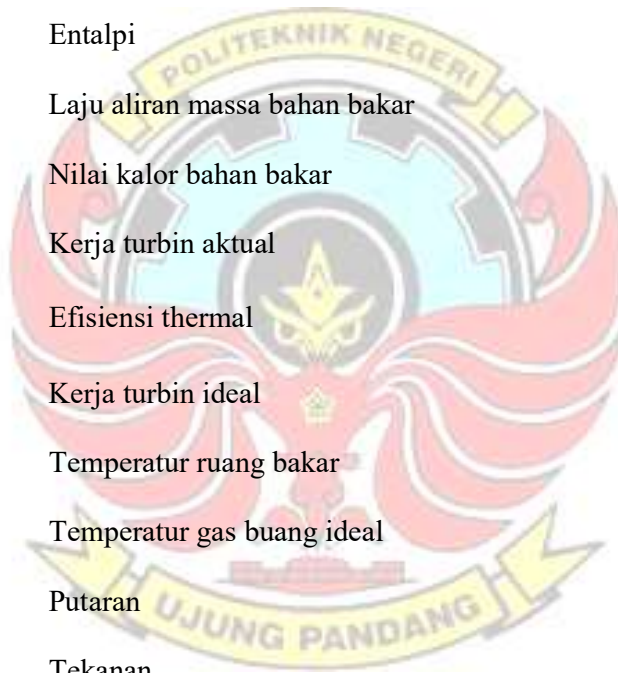 Entalpi
POLITEKNIK NEGERI
Laju aliran massa bahan bakar
Nilai kalor bahan bakar
Kerja turbin aktual
Efisiensi thermal
Kerja turbin ideal
Temperatur ruang bakar
Temperatur gas buang ideal
Putaran
UJUNG PANDANG
Tekanan